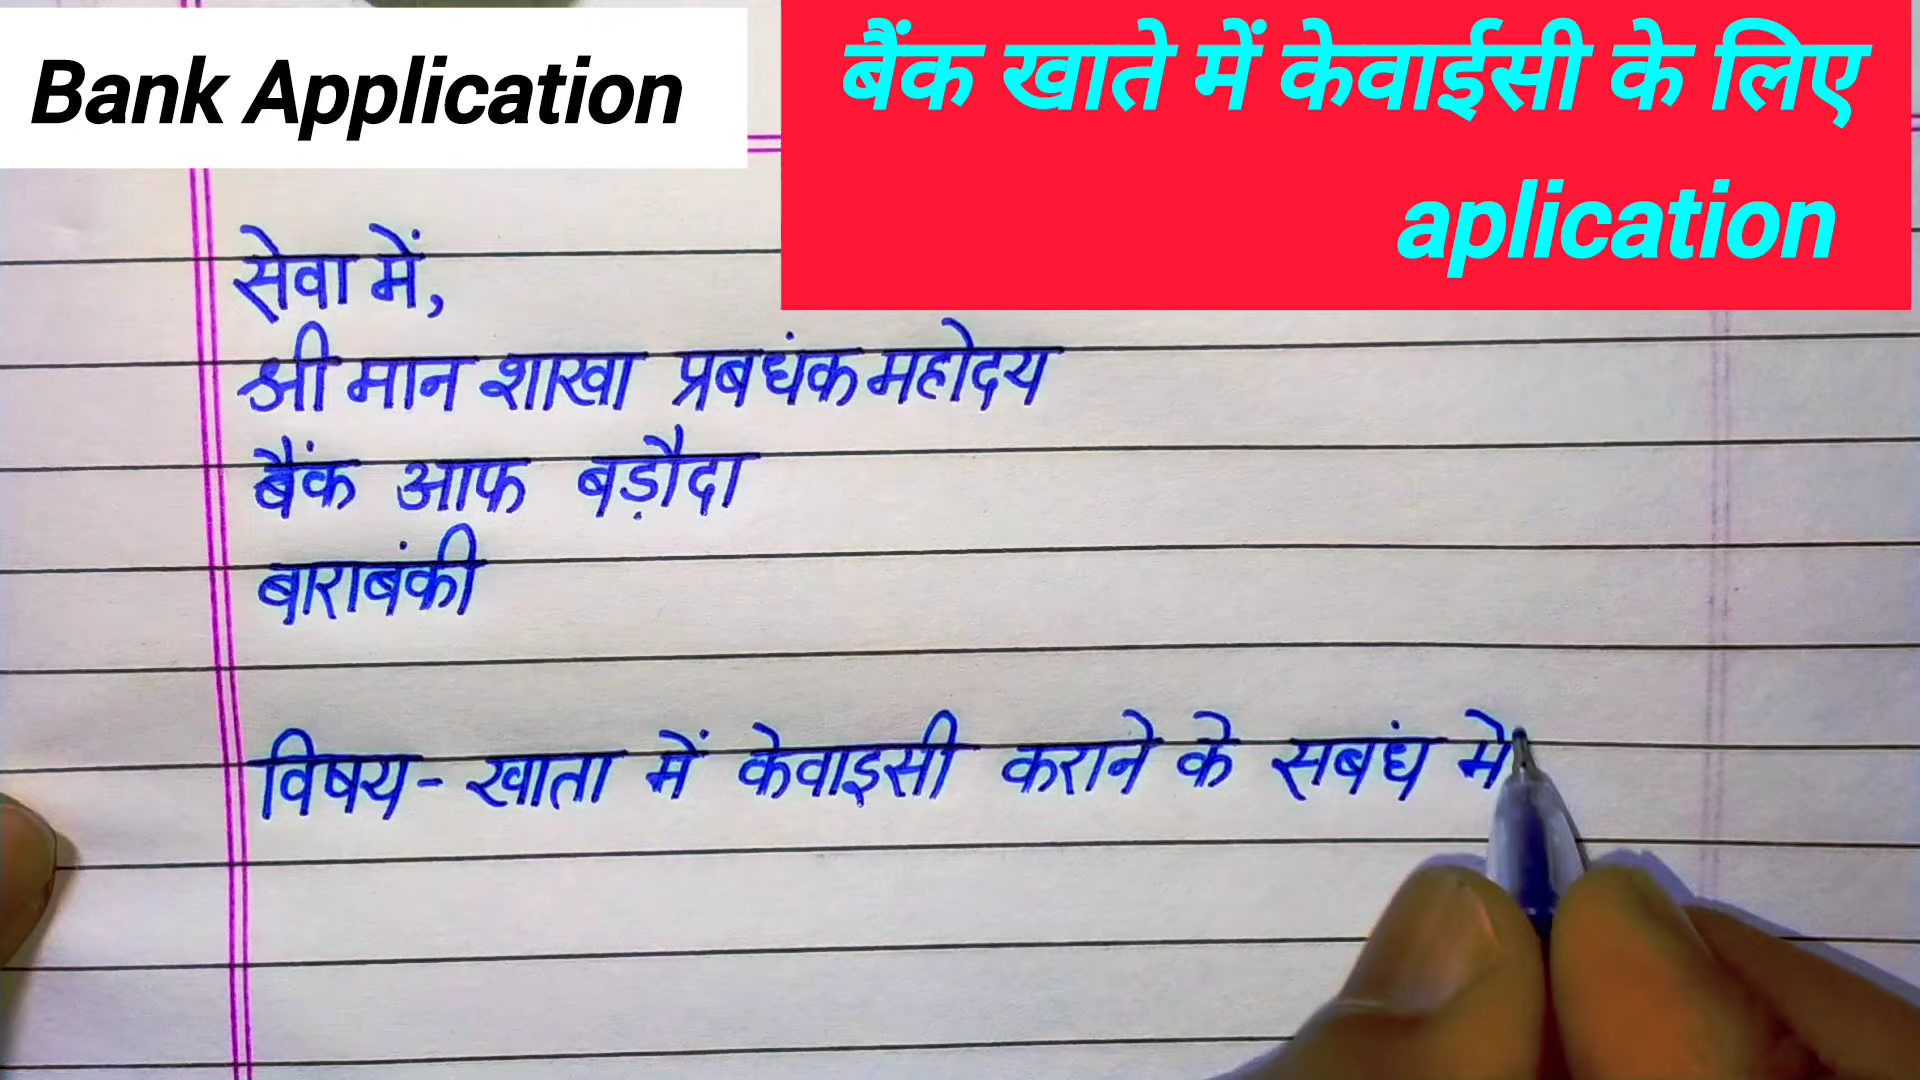 Bank Application
बैंक खाते में केवाईसी के लिए
aplication
सेवा में,
श्री मान शाखा प्रबधंक महोदय
बैंक आफ बड़ौदा
बाराबंकी
विषय - खाता में केवाइसी कराने के सबधं मे